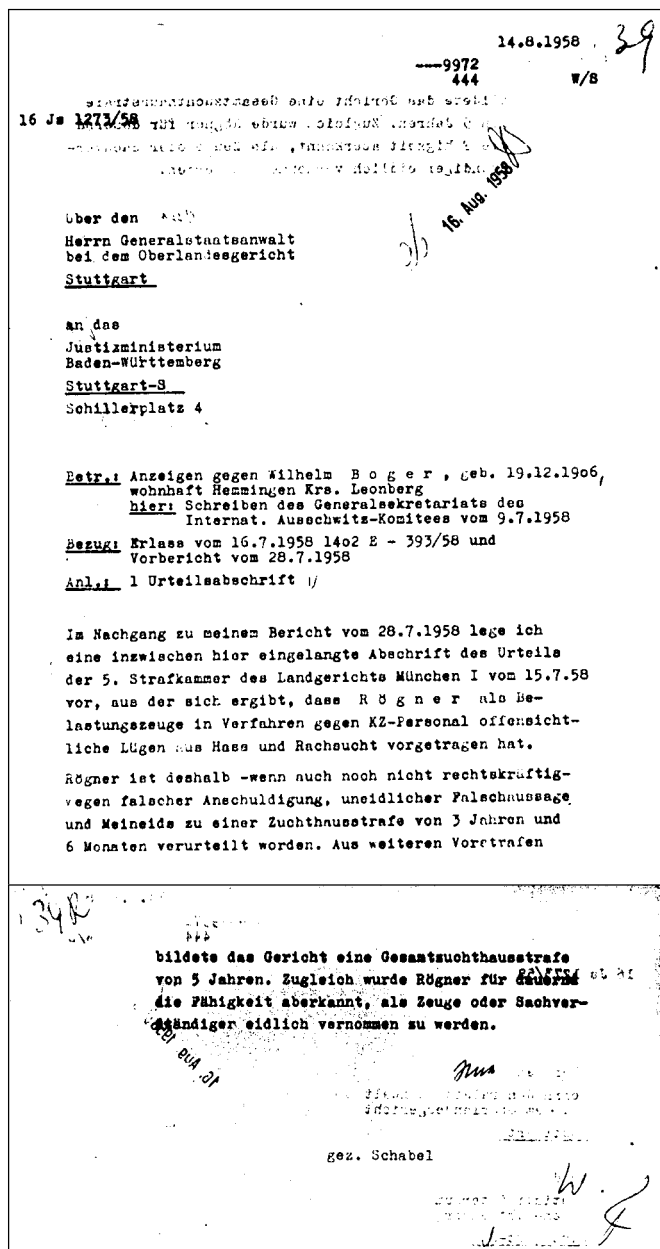 14.8.1958
39
---9972
444 W/S
16 Js 1273/58
16. Aug. 1958
über den
Herrn Generalstaatsanwalt
bei dem Oberlandesgericht
Stuttgart
an das
Justizministerium
Baden-Württemberg
Stuttgart-S
Schillerplatz 4
Betr.: Anzeigen gegen Wilhelm B o g e r , geb. 19.12.1906,
wohnhaft Hemmingen Krs. Leonberg
hier: Schreiben des Generalsekretariats des
Internat. Ausschwitz-Komitees vom 9.7.1958
Bezug: Erlass vom 16.7.1958 14o2 E - 393/58 und
Vorbericht vom 28.7.1958
Anl.: 1 Urteilsabschrift
Im Nachgang zu meinem Bericht vom 28.7.1958 lege ich
eine inzwischen hier eingelangte Abschrift des Urteils
der 5. Strafkammer des Landgerichts München I vom 15.7.58
vor, aus der sich ergibt, dass R ö g n e r als Be-
lastungszeuge in Verfahren gegen KZ-Personal offensicht-
liche Lügen aus Hass und Rachsucht vorgetragen hat.
Rögner ist deshalb -wenn auch noch nicht rechtskräftig-
wegen falscher Anschuldigung, uneidlicher Falschaussage
und Meineids zu einer Zuchthausstrafe von 3 Jahren und
6 Monaten verurteilt worden. Aus weiteren Vorstrafen
39R
bildete das Gericht eine Gesamtzuchthausstrafe
von 5 Jahren. Zugleich wurde Rögner für dauernd
die Fähigkeit aberkannt, als Zeuge oder Sachver-
ständiger eidlich vernommen zu werden.
gez. Schabel